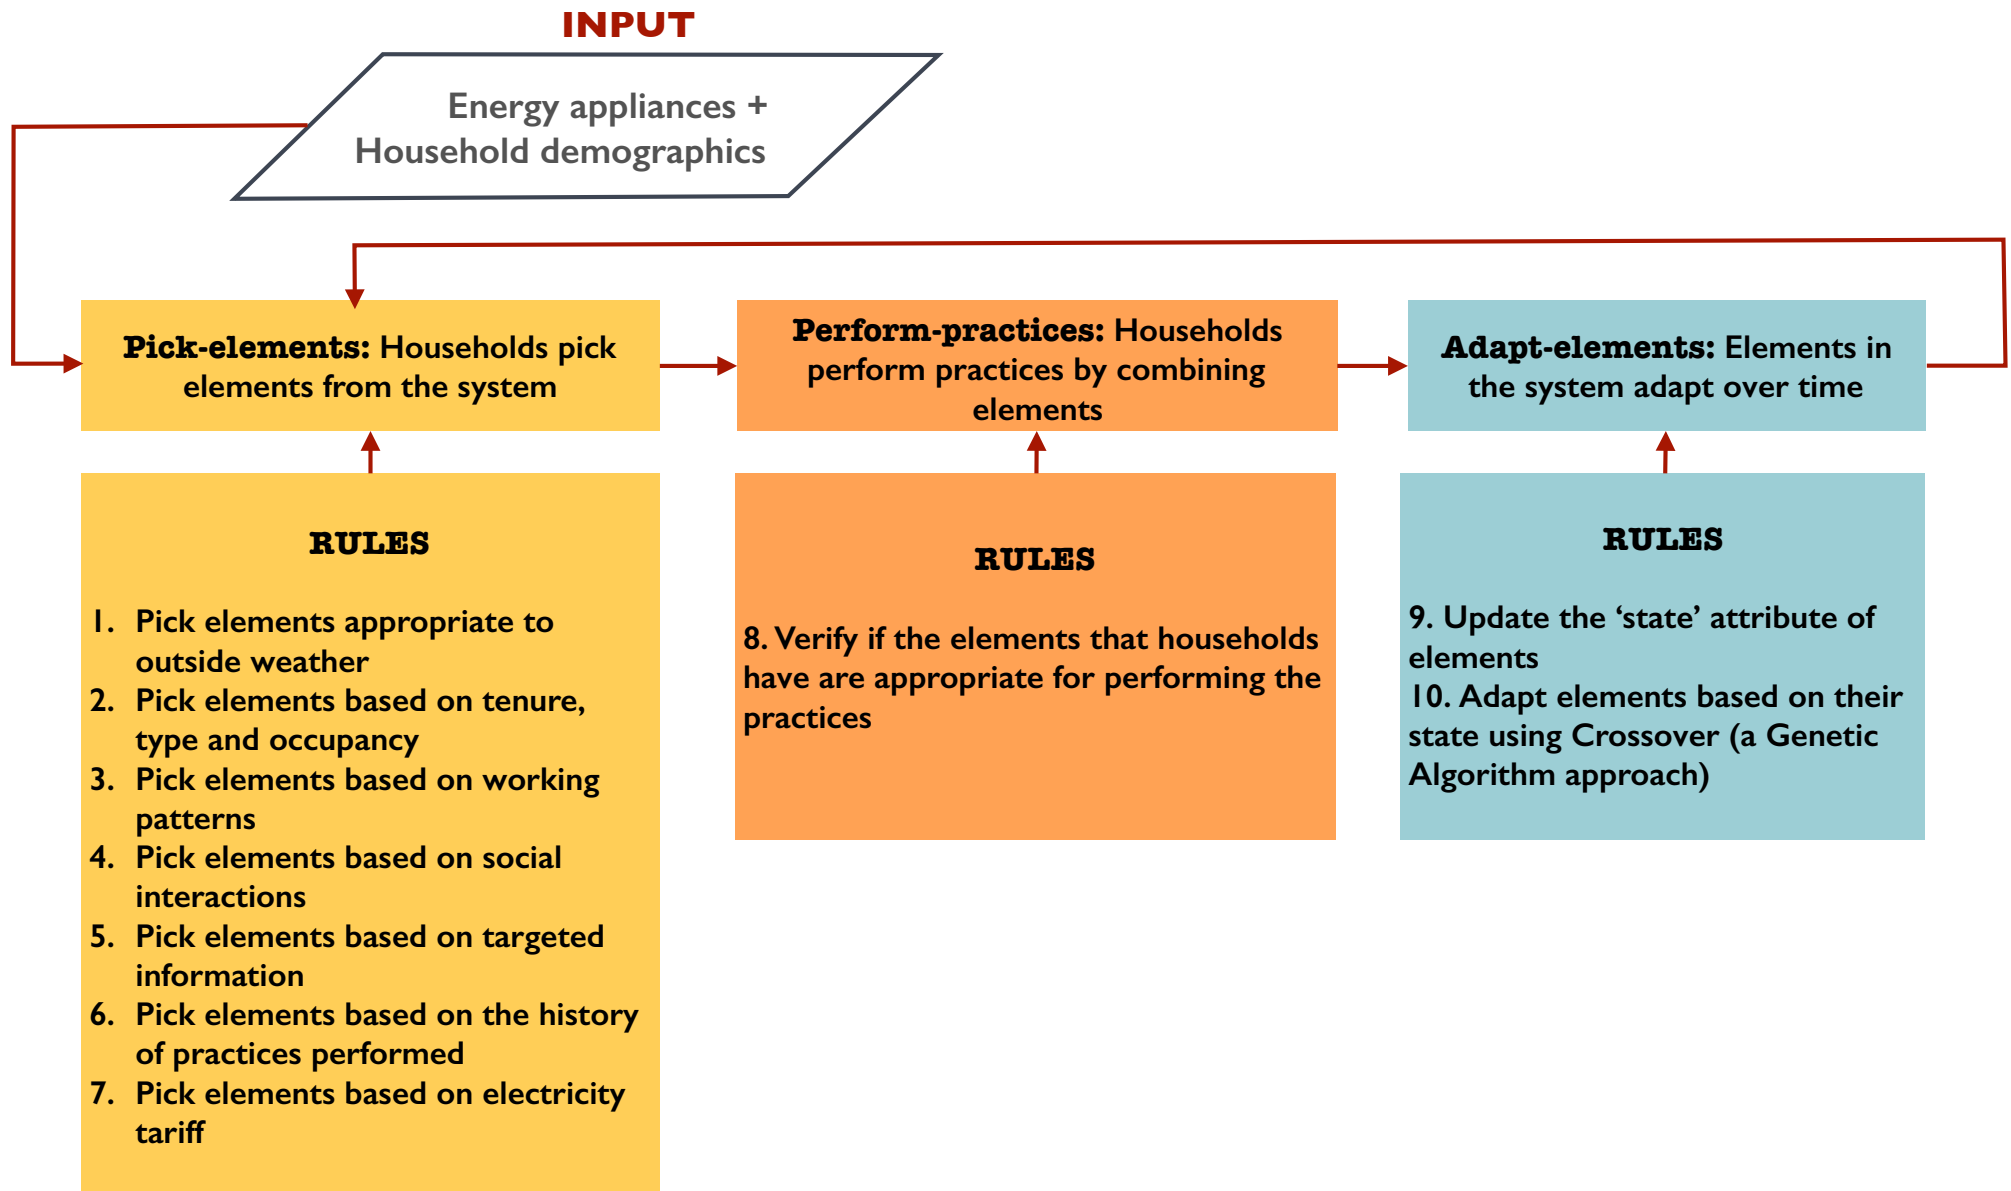 INPUT
Energy appliances +
Household demographics
Pick-elements: Households pick
elements from the system
Perform-practices: Households
perform practices by combining
elements
Adapt-elements: Elements in
the system adapt over time
RULES
1. Pick elements appropriate to
outside weather
2. Pick elements based on tenure,
type and occupancy
3. Pick elements based on working
patterns
4. Pick elements based on social
interactions
5. Pick elements based on targeted
information
6. Pick elements based on the history
of practices performed
7. Pick elements based on electricity
tariff
RULES
8. Verify if the elements that households
have are appropriate for performing the
practices
RULES
9. Update the ‘state’ attribute of
elements
10. Adapt elements based on their
state using Crossover (a Genetic
Algorithm approach)